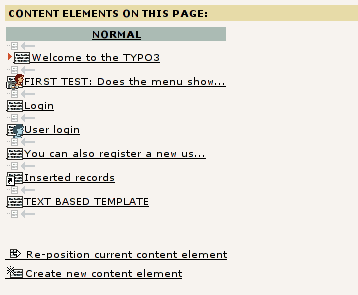 CONTENT ELEMENTS ON THIS PAGE:
NORMAL
Welcome to the TYPO3
FIRST TEST: Does the menu show...
Login
User login
You can also register a new us...
Inserted records
TEXT BASED TEMPLATE
Re-position current content element
Create new content element